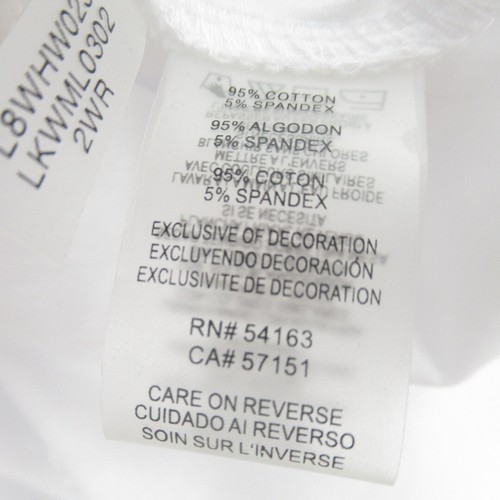 L8WHW02
LKWML0302
2WR
95% COTTON
5% SPANDEX
95% ALGODON
5% SPANDEX
95% COTON
5% SPANDEX
EXCLUSIVE OF DECORATION
EXCLUYENDO DECORACIÓN
EXCLUSIVITE DE DECORATION
RN# 54163
CA# 57151
CARE ON REVERSE
CUIDADO AI REVERSO
SOIN SUR L'INVERSE